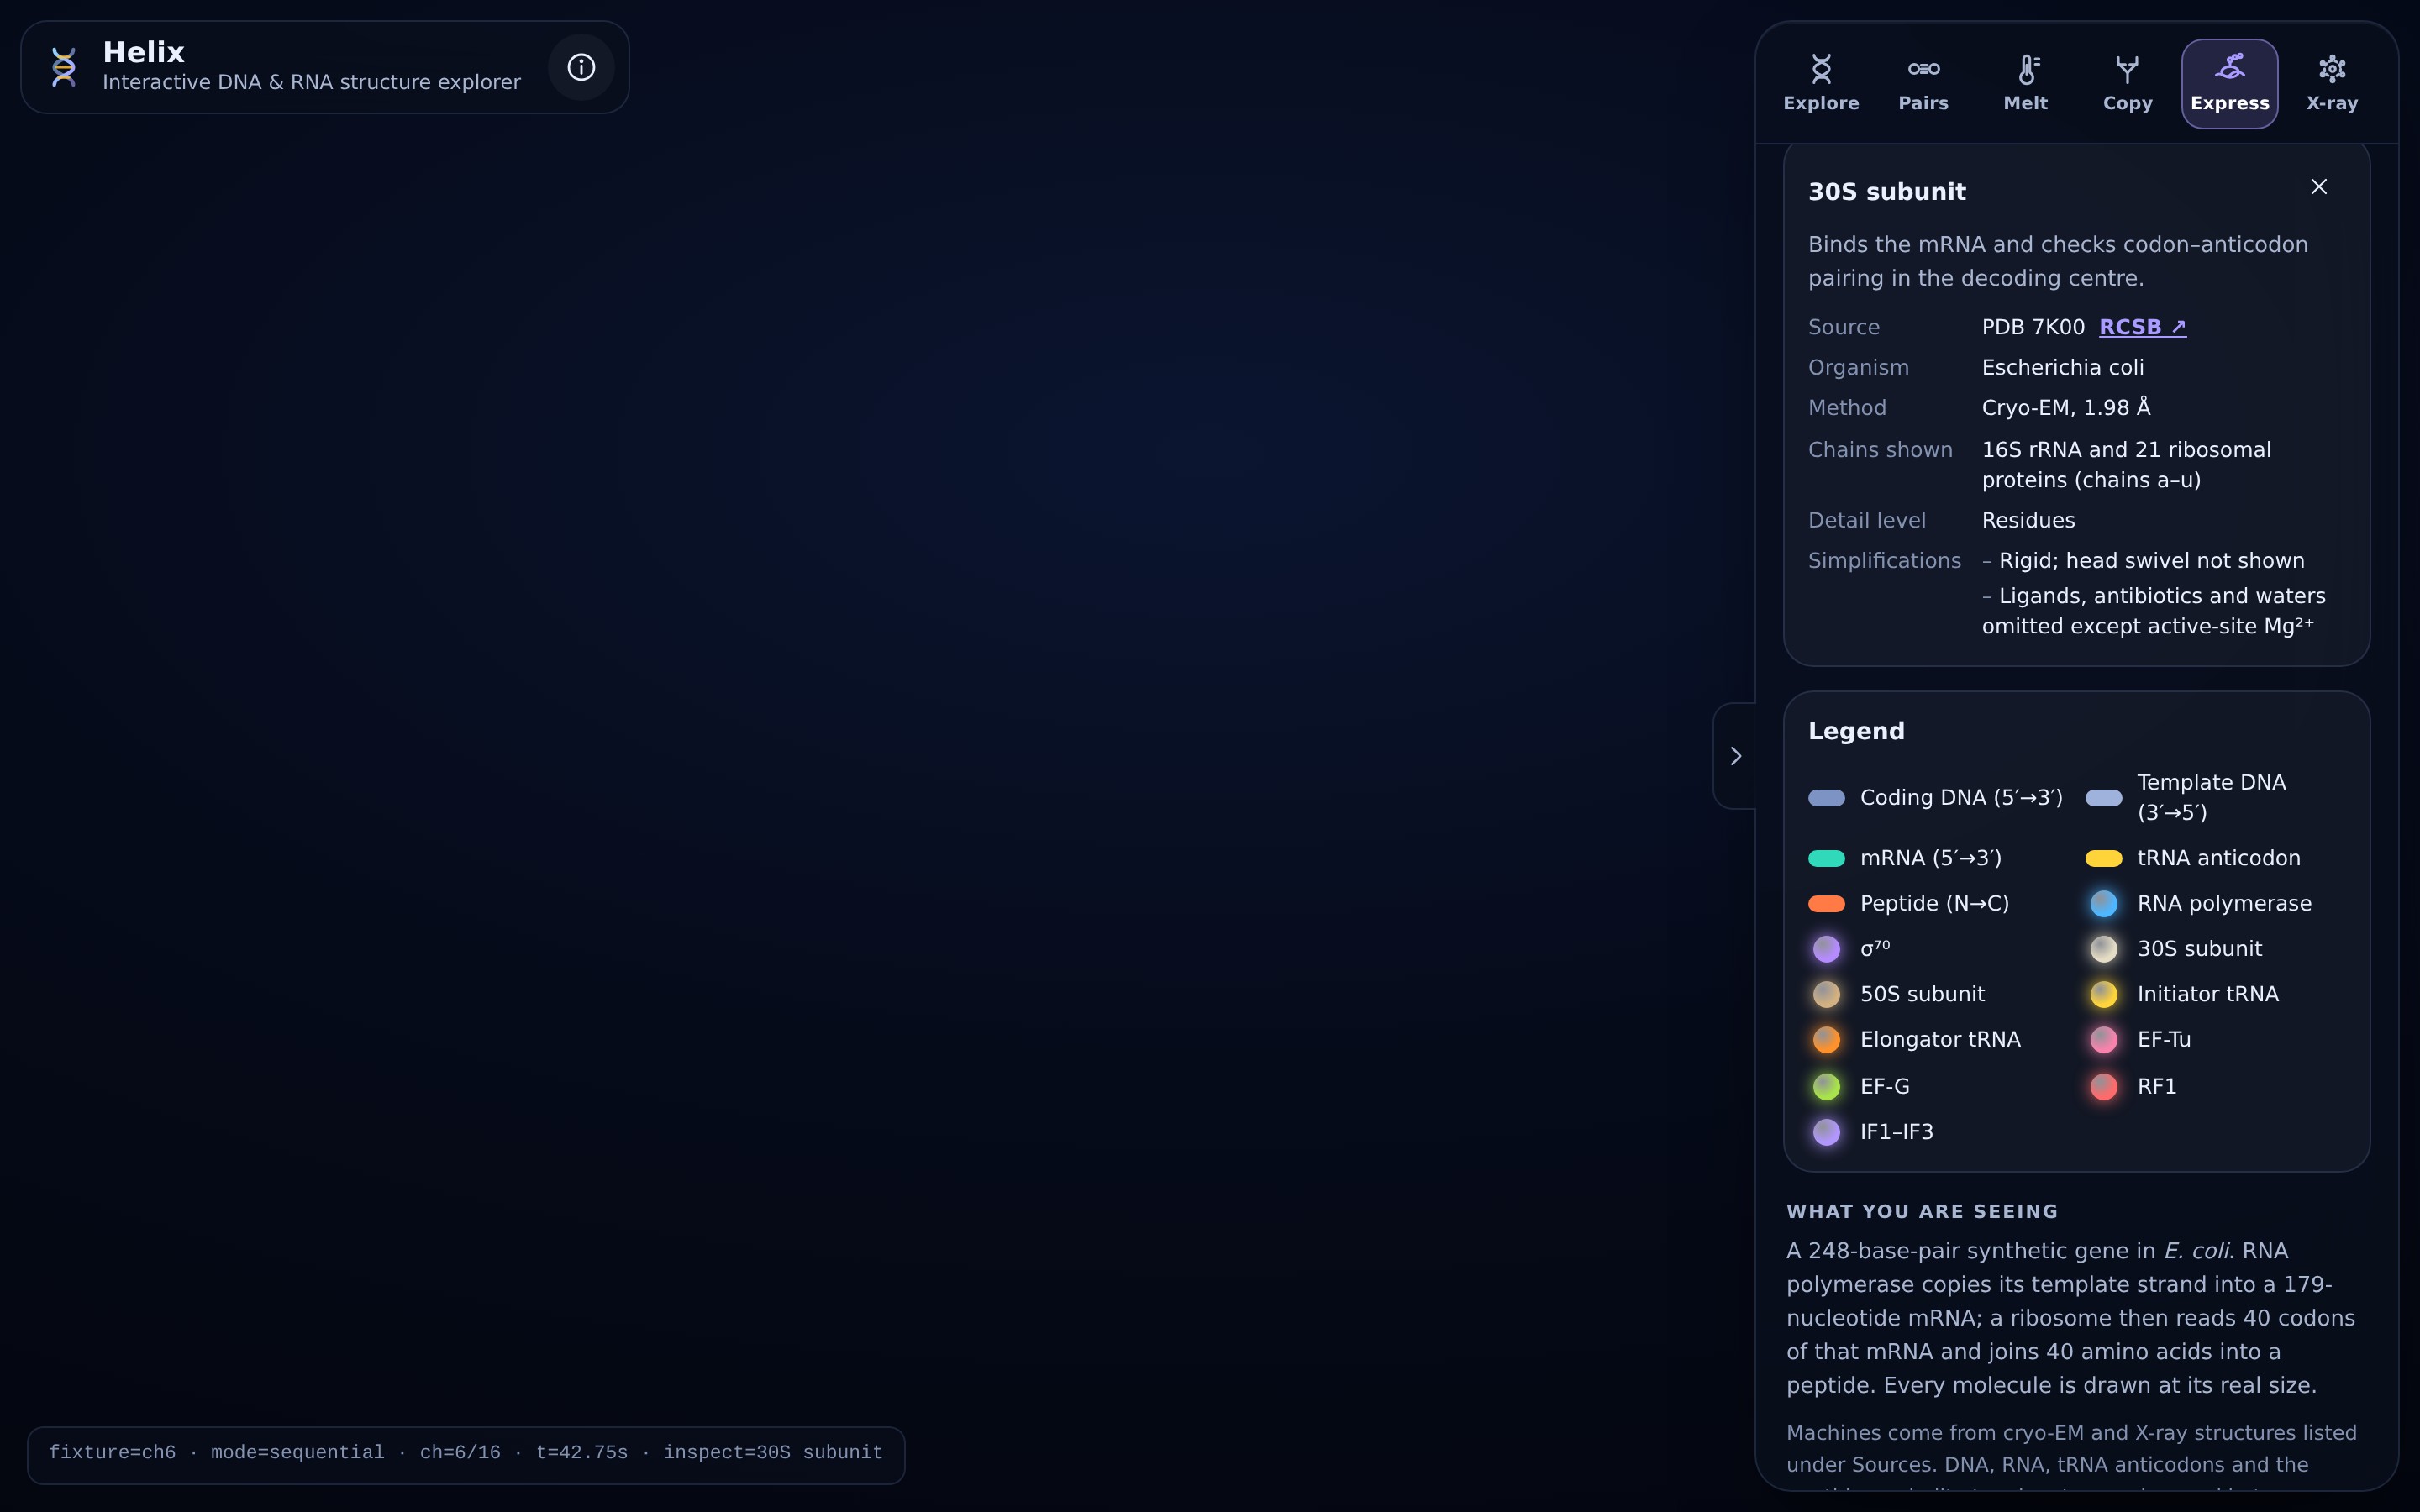 Helix
Interactive DNA & RNA structure explorer
Explore
Pairs
Melt
Copy
Express
X-ray
30S subunit
Binds the mRNA and checks codon–anticodon
pairing in the decoding centre.
Source
PDB 7K00 RCSB ↗
Organism
Escherichia coli
Method
Cryo-EM, 1.98 Å
Chains shown
16S rRNA and 21 ribosomal
proteins (chains a–u)
Detail level
Residues
Simplifications
– Rigid; head swivel not shown
– Ligands, antibiotics and waters
omitted except active-site Mg²⁺
Legend
Coding DNA (5′→3′)
Template DNA
(3′→5′)
mRNA (5′→3′)
tRNA anticodon
Peptide (N→C)
RNA polymerase
σ⁷⁰
30S subunit
50S subunit
Initiator tRNA
Elongator tRNA
EF-Tu
EF-G
RF1
IF1–IF3
WHAT YOU ARE SEEING
A 248-base-pair synthetic gene in E. coli. RNA
polymerase copies its template strand into a 179-
nucleotide mRNA; a ribosome then reads 40 codons
of that mRNA and joins 40 amino acids into a
peptide. Every molecule is drawn at its real size.
Machines come from cryo-EM and X-ray structures listed
under Sources. DNA, RNA, tRNA anticodons and the
fixture=ch6 · mode=sequential · ch=6/16 · t=42.75s · inspect=30S subunit